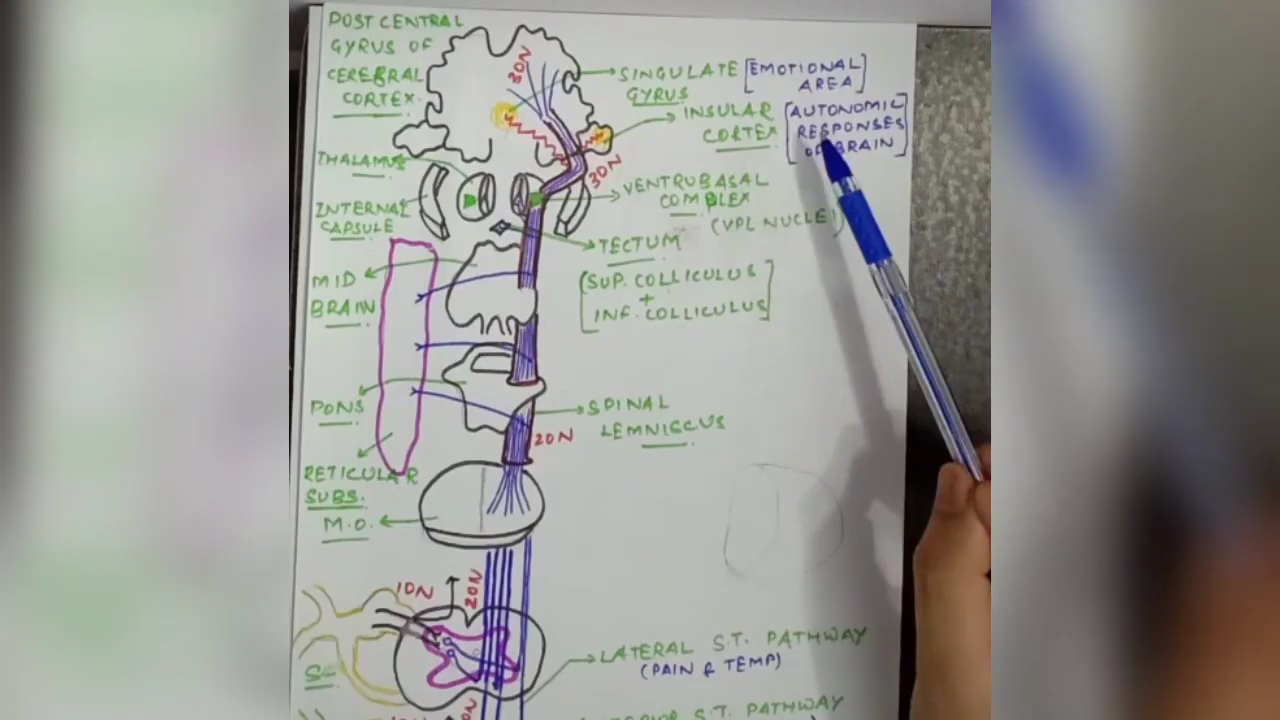 POST CENTRAL
GYRUS OF
CEREBRAL
CORTEX.
30N
SINGULATE
GYRUS
[EMOTIONAL
AREA]
INSULAR
CORTEX
[AUTONOMIC
RESPONSES
OF BRAIN]
30N
THALAMUS
INTERNAL
CAPSULE
VENTROBASAL
COMPLEX
(VPL NUCLEI)
TECTUM
[SUP. COLLICULUS
+
INF. COLLICULUS]
MID
BRAIN
PONS
SPINAL
LEMNISCUS
20N
RETICULAR
SUBS.
M.O.
10N
20N
LATERAL S.T. PATHWAY
(PAIN & TEMP)
S.T. PATHWAY